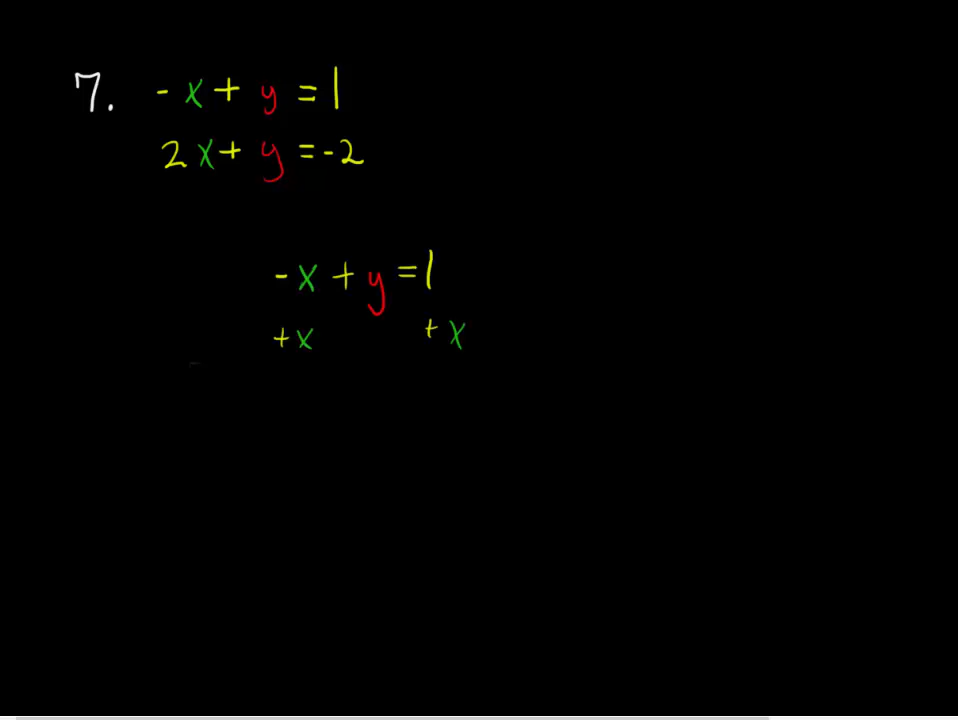 7. -x + y = 1
2x + y = -2
-x + y = 1
+x +x